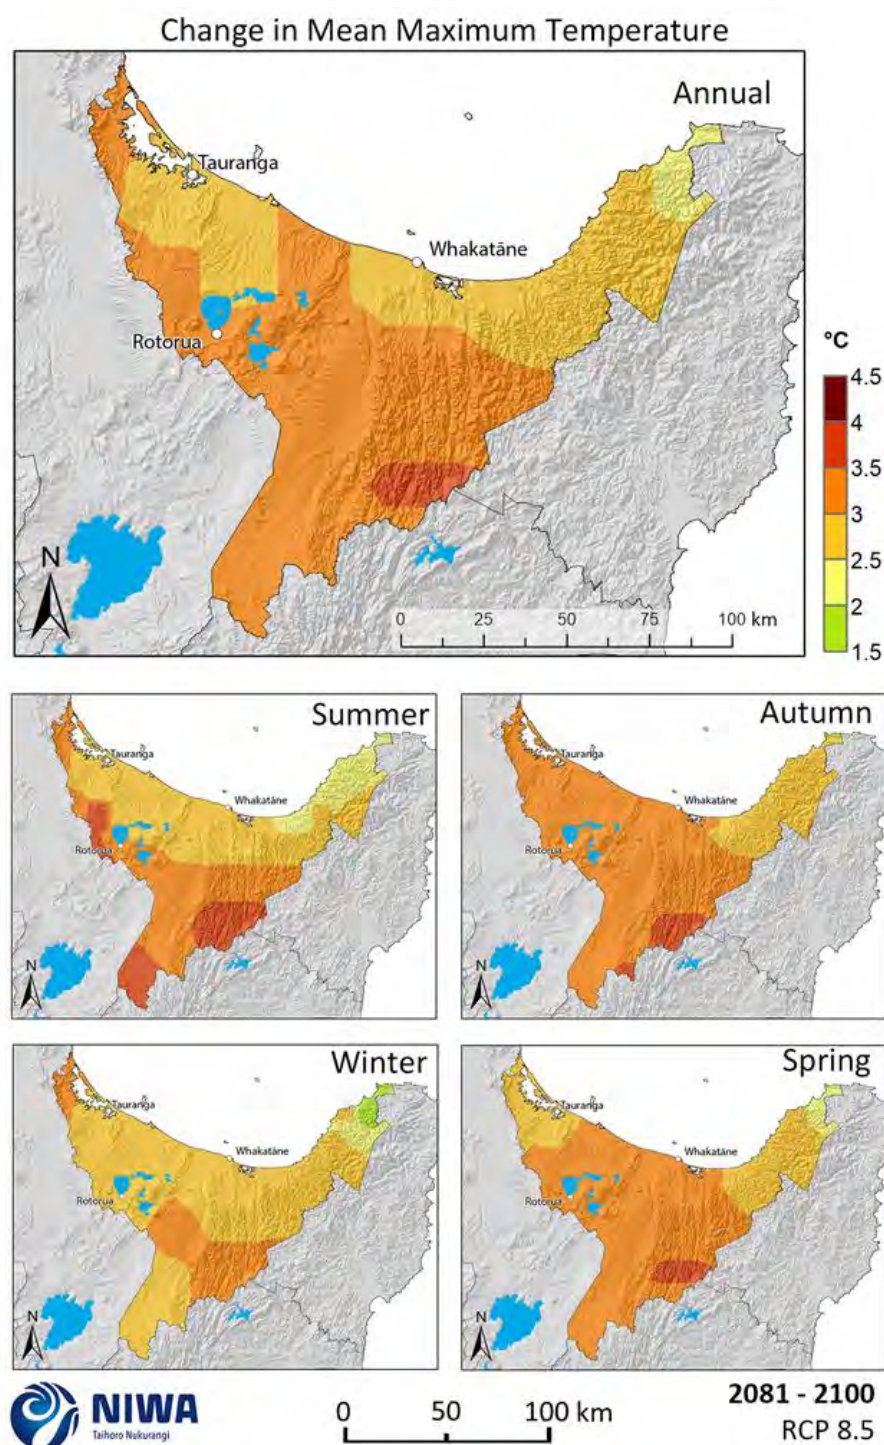 Change in Mean Maximum Temperature
Annual
Tauranga
Whakatāne
Rotorua
°C
4.5
4
3.5
3
2.5
2
1.5
N
0 25 50 75 100 km
Summer
Tauranga
Whakatāne
Rotorua
N
Autumn
Tauranga
Whakatāne
Rotorua
N
Winter
Tauranga
Whakatāne
Rotorua
N
Spring
Tauranga
Whakatāne
Rotorua
N
NIWA
Taihoro Nukurangi
0 50 100 km
2081 - 2100
RCP 8.5